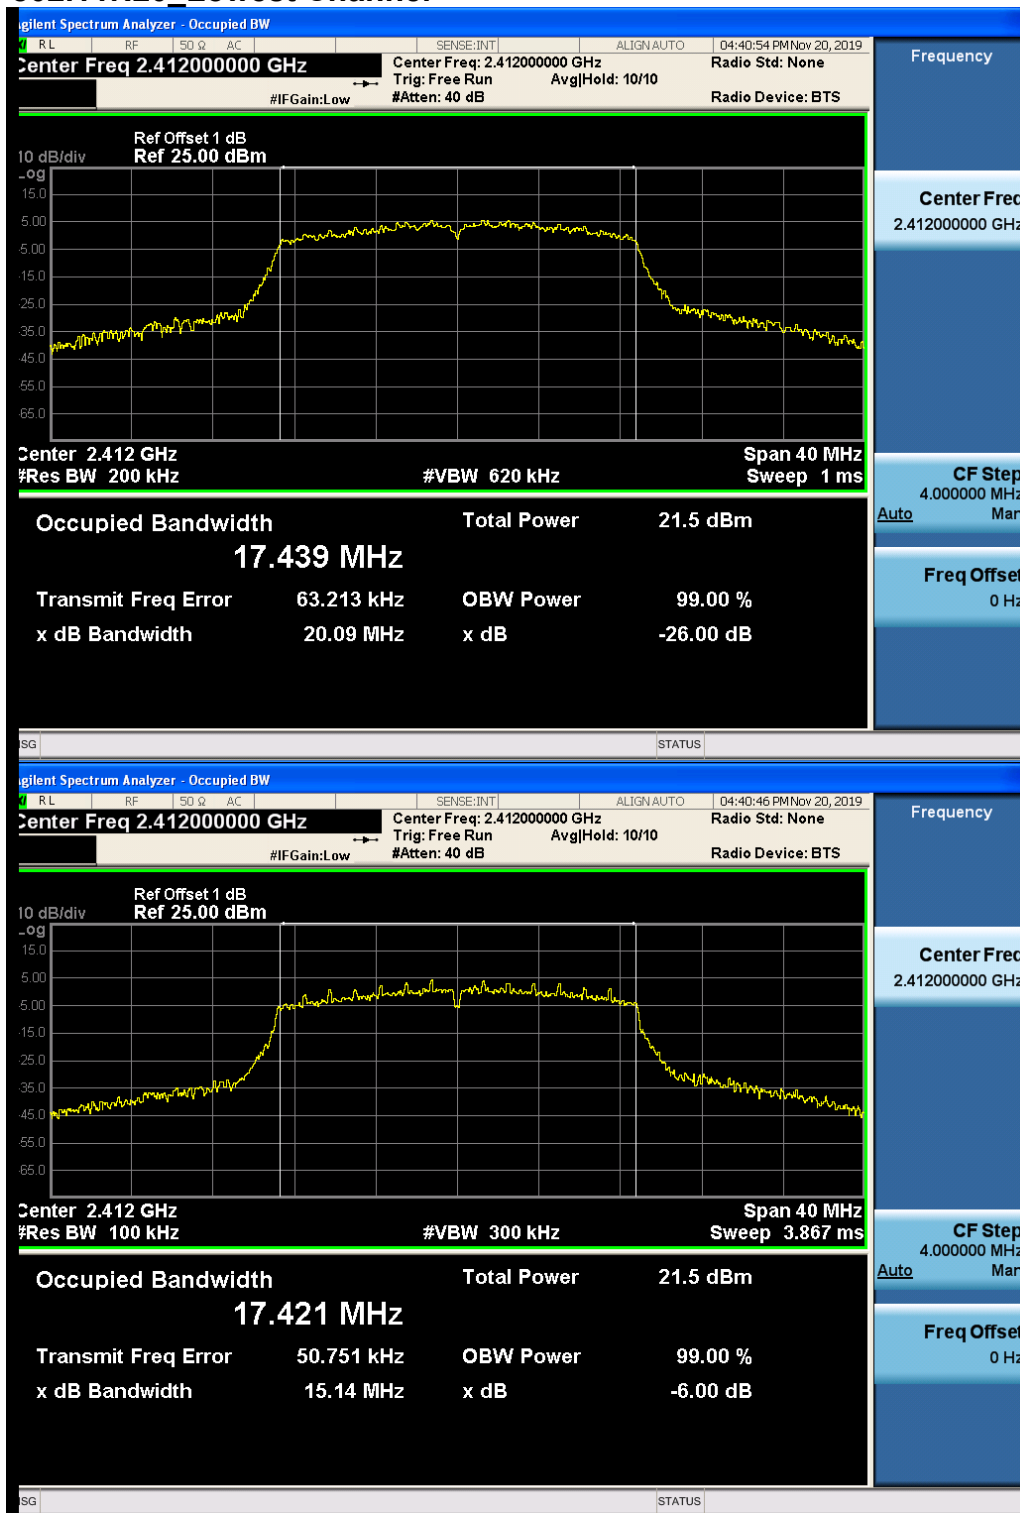 Agilent Spectrum Analyzer - Occupied BW
RL RF 50 Ω AC SENSE:INT ALIGN AUTO 04:40:54 PM Nov 20, 2019
Center Freq 2.412000000 GHz
Center Freq: 2.412000000 GHz
Radio Std: None
Trig: Free Run Avg|Hold: 10/10
#IFGain:Low #Atten: 40 dB Radio Device: BTS
Ref Offset 1 dB
10 dB/div Ref 25.00 dBm
Log
15.0
5.00
-5.00
-15.0
-25.0
-35.0
-45.0
-55.0
-65.0
Center 2.412 GHz Span 40 MHz
#Res BW 200 kHz #VBW 620 kHz Sweep 1 ms
Occupied Bandwidth Total Power 21.5 dBm
17.439 MHz
Transmit Freq Error 63.213 kHz OBW Power 99.00 %
x dB Bandwidth 20.09 MHz x dB -26.00 dB
MSG STATUS
Frequency
Center Freq
2.412000000 GHz
CF Step
4.000000 MHz
Auto Man
Freq Offset
0 Hz
Agilent Spectrum Analyzer - Occupied BW
RL RF 50 Ω AC SENSE:INT ALIGN AUTO 04:40:46 PM Nov 20, 2019
Center Freq 2.412000000 GHz
Center Freq: 2.412000000 GHz
Radio Std: None
Trig: Free Run Avg|Hold: 10/10
#IFGain:Low #Atten: 40 dB Radio Device: BTS
Ref Offset 1 dB
10 dB/div Ref 25.00 dBm
Log
15.0
5.00
-5.00
-15.0
-25.0
-35.0
-45.0
-55.0
-65.0
Center 2.412 GHz Span 40 MHz
#Res BW 100 kHz #VBW 300 kHz Sweep 3.867 ms
Occupied Bandwidth Total Power 21.5 dBm
17.421 MHz
Transmit Freq Error 50.751 kHz OBW Power 99.00 %
x dB Bandwidth 15.14 MHz x dB -6.00 dB
MSG STATUS
Frequency
Center Freq
2.412000000 GHz
CF Step
4.000000 MHz
Auto Man
Freq Offset
0 Hz